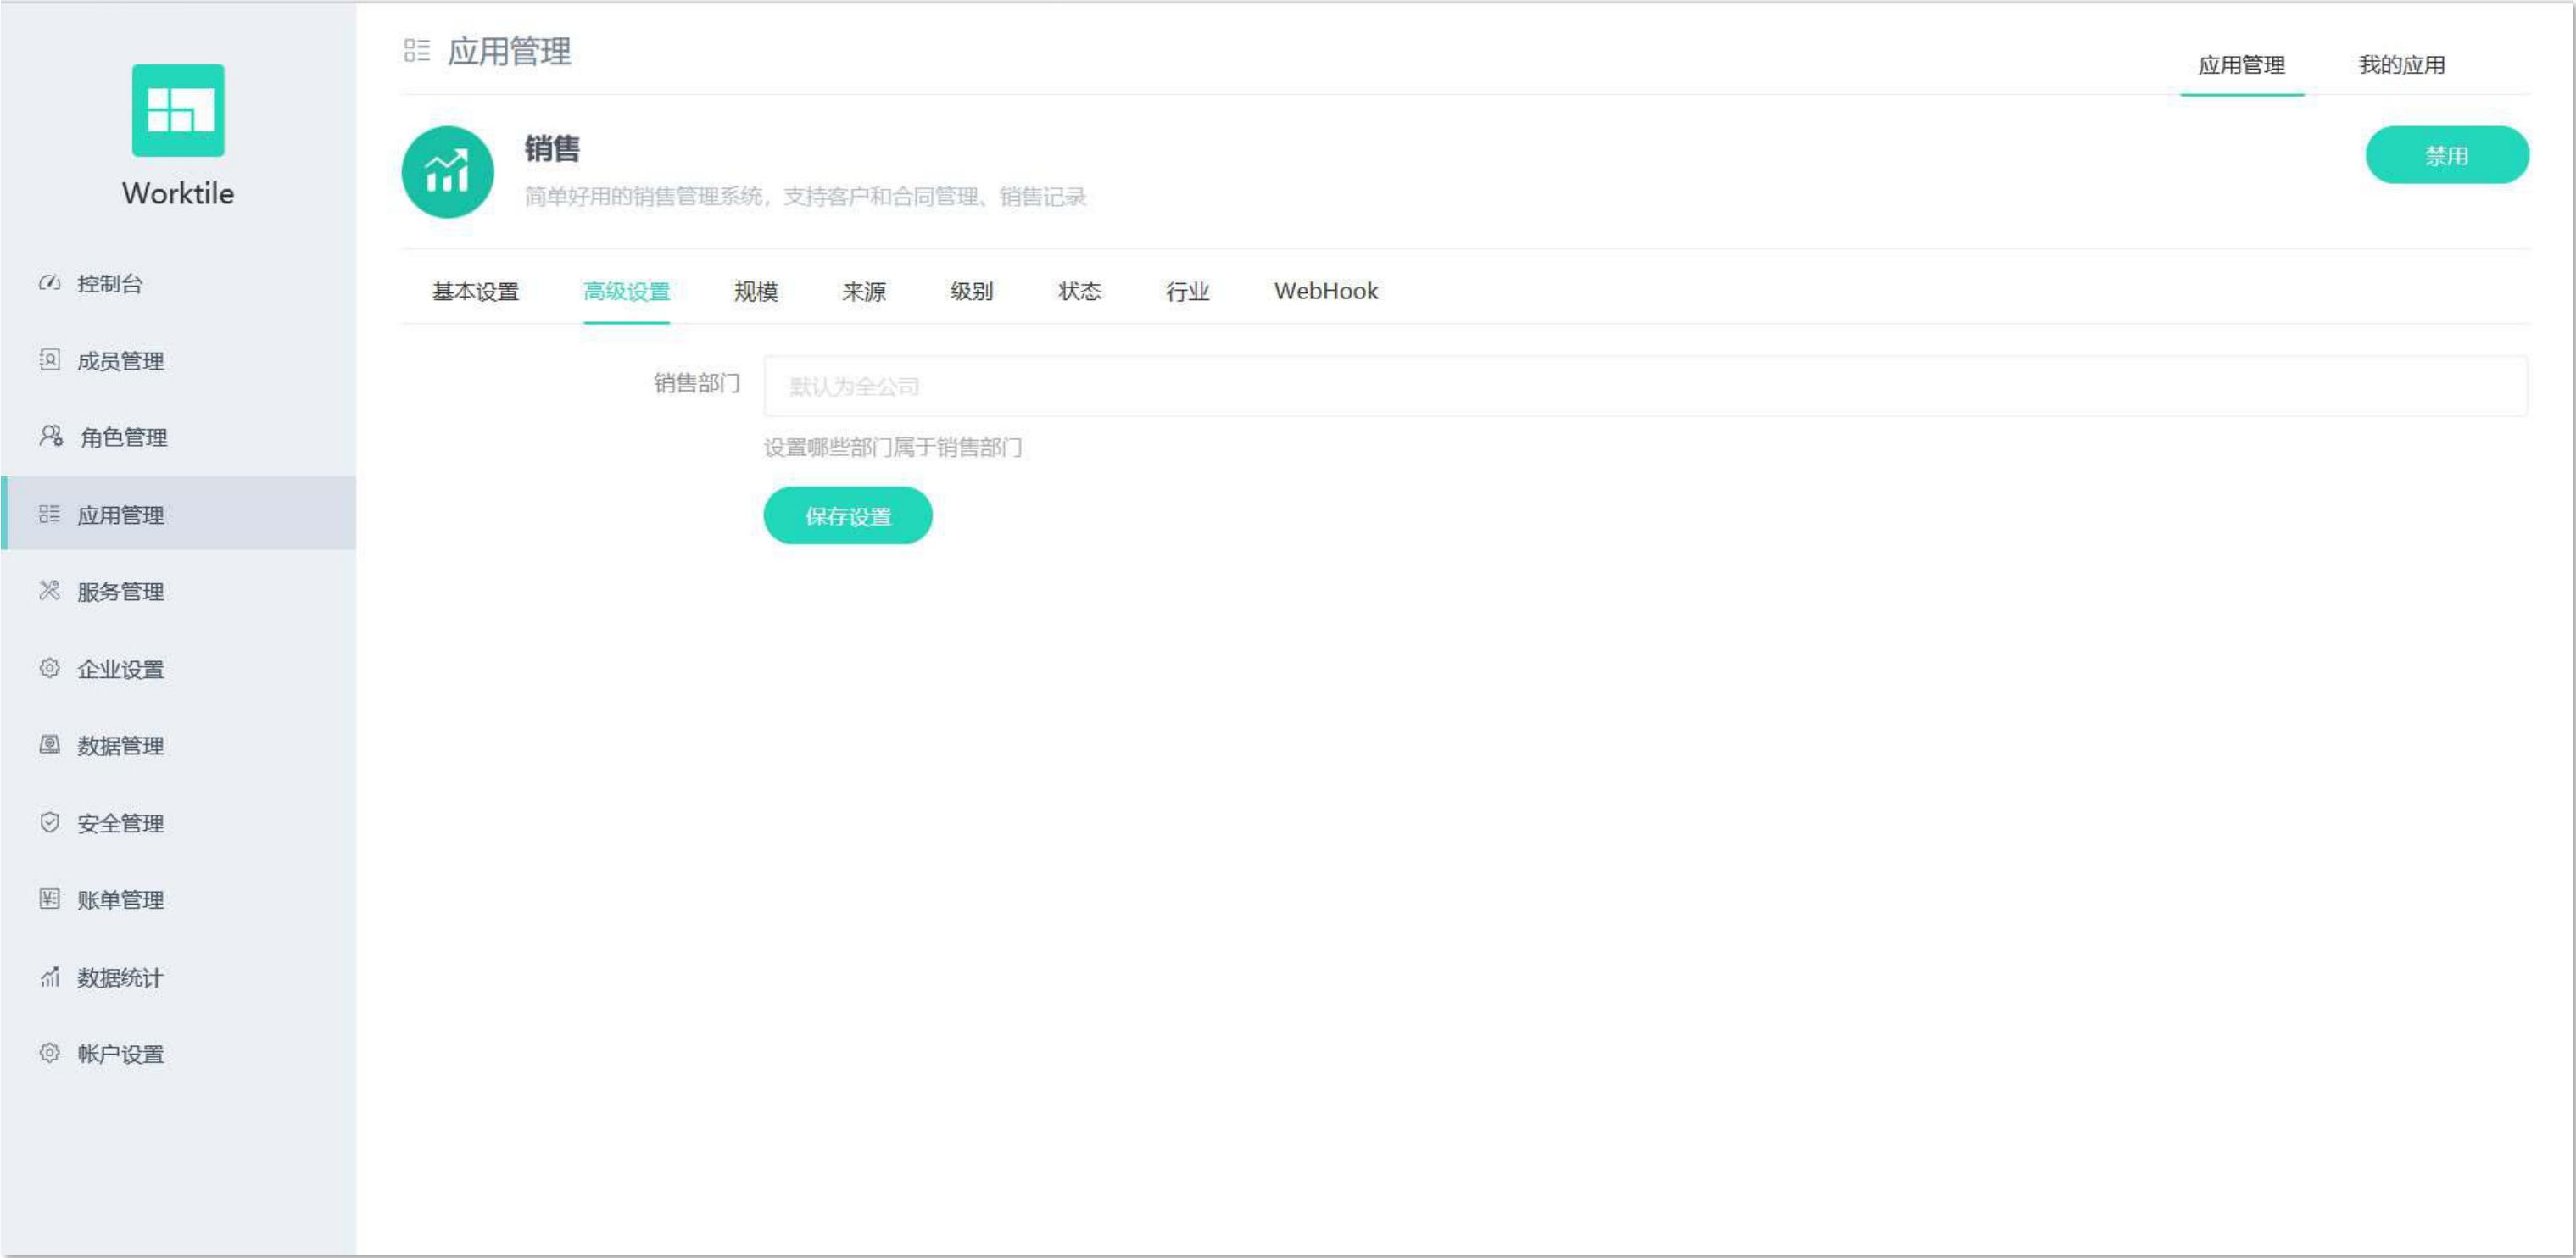 Worktile
控制台
成员管理
角色管理
应用管理
服务管理
企业设置
数据管理
安全管理
账单管理
数据统计
帐户设置
应用管理
应用管理 我的应用
销售
简单好用的销售管理系统，支持客户和合同管理、销售记录
禁用
基本设置 高级设置 规模 来源 级别 状态 行业 WebHook
销售部门 默认为全公司
设置哪些部门属于销售部门
保存设置